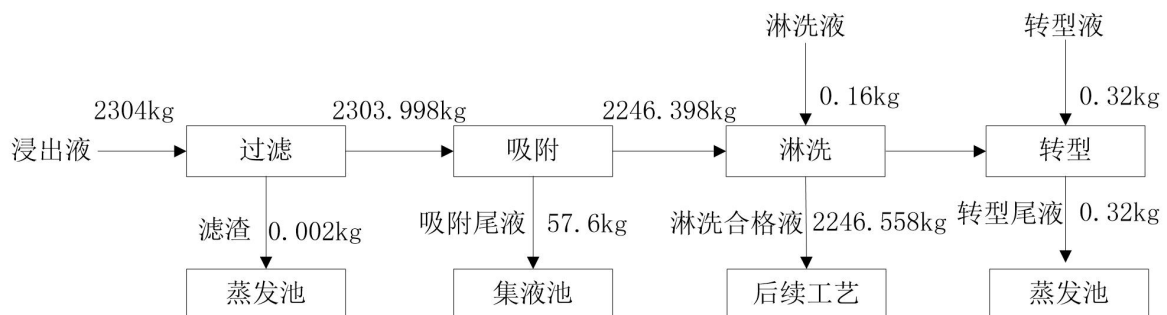 淋洗液
转型液
2304kg
2303.998kg
2246.398kg
0.16kg
0.32kg
浸出液
过滤
吸附
淋洗
转型
滤渣
0.002kg
吸附尾液
57.6kg
淋洗合格液
2246.558kg
转型尾液
0.32kg
蒸发池
集液池
后续工艺
蒸发池